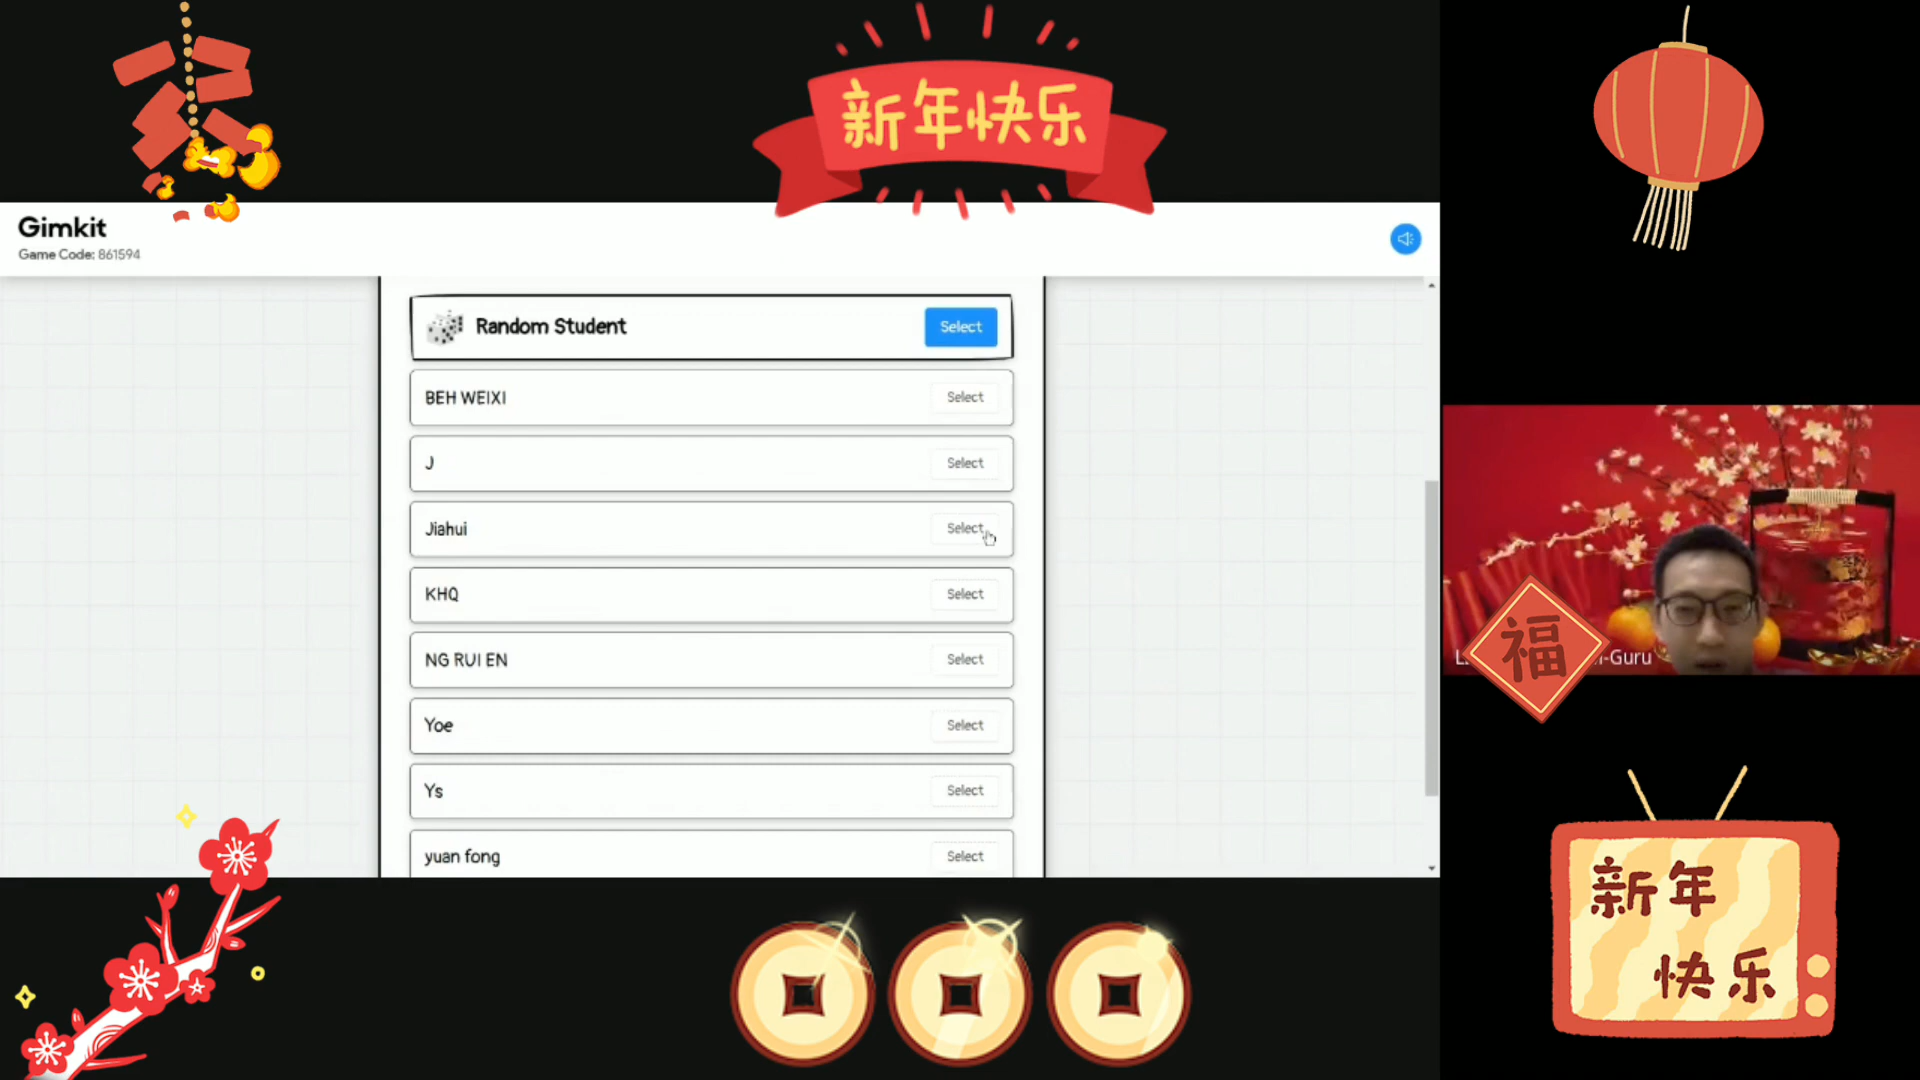 新年快乐
Gimkit
Game Code: 861594
Random Student
Select
BEH WEIXI
Select
J
Select
Jiahui
Select
KHQ
Select
NG RUI EN
Select
Yoe
Select
Ys
Select
yuan fong
Select
福
-Guru
新年
快乐